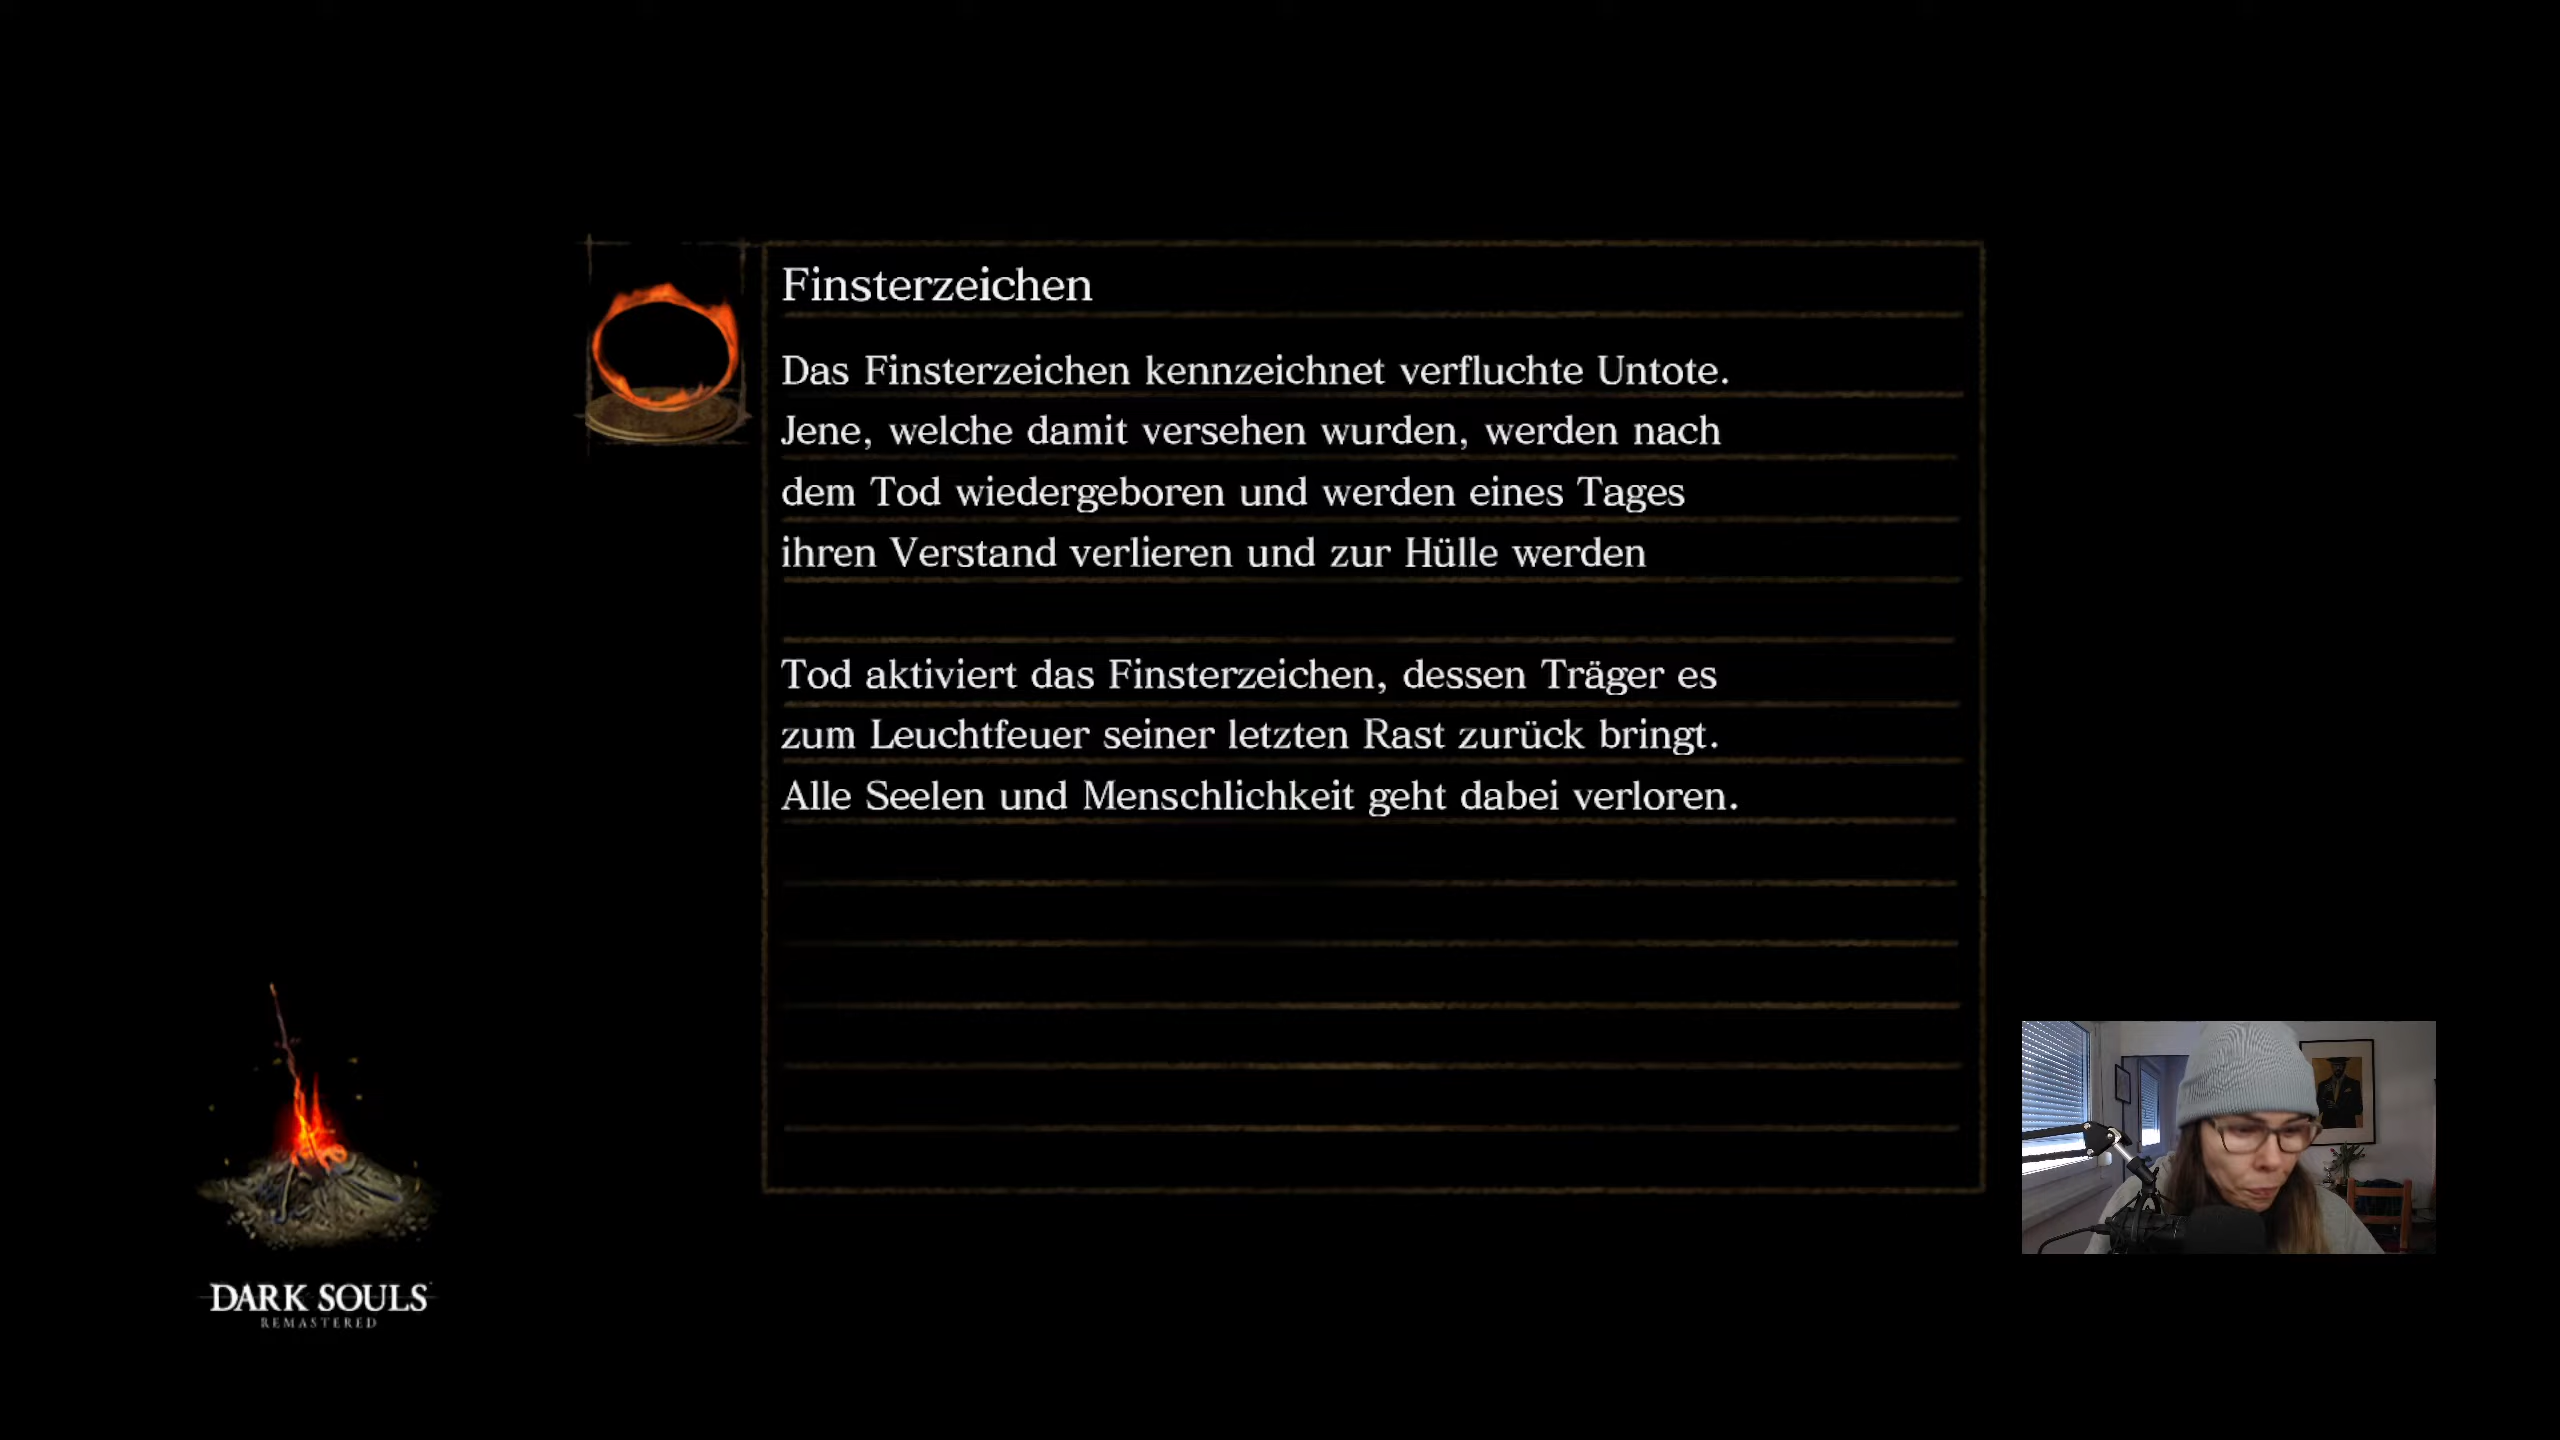 Finsterzeichen
Das Finsterzeichen kennzeichnet verfluchte Untote.
Jene, welche damit versehen wurden, werden nach
dem Tod wiedergeboren und werden eines Tages
ihren Verstand verlieren und zur Hülle werden
Tod aktiviert das Finsterzeichen, dessen Träger es
zum Leuchtfeuer seiner letzten Rast zurück bringt.
Alle Seelen und Menschlichkeit geht dabei verloren.
DARK SOULS
REMASTERED